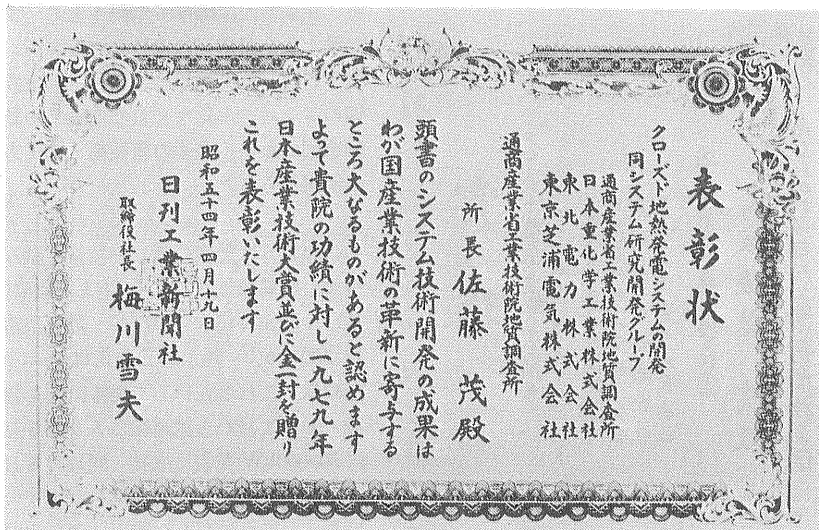 表彰状
クローズド地熱発電システムの開発
同システム研究開発グループ
通商産業省工業技術院地質調査所
日本重化学工業株式会社
東北電力株式会社
東京芝浦電気株式会社
通商産業省工業技術院地質調査所
所長佐藤茂殿
頭書のシステム技術開発の成果は
わが国産業技術の革新に寄与する
ところ大なるものがあると認めます
よって貴院の功績に対し一九七九年
日本産業技術大賞並びに金一封を贈り
これを表彰いたします
昭和五十四年四月十九日
日刊工業新聞社
取締役社長 梅川雪夫